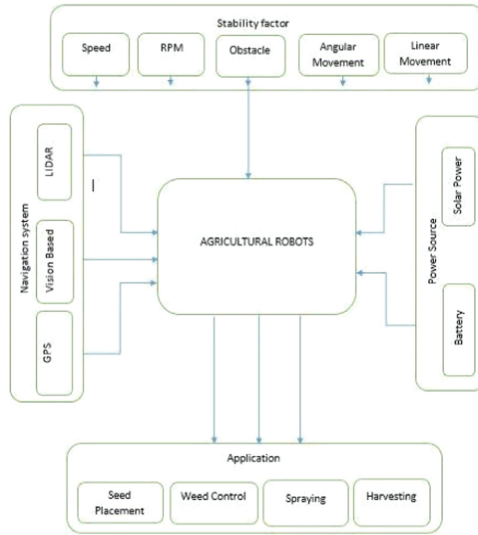 Stability factor
Speed
RPM
Obstacle
Angular
Movement
Linear
Movement
Navigation system
LIDAR
Vision Based
GPS
AGRICULTURAL ROBOTS
Power Source
Solar Power
Battery
Application
Seed
Placement
Weed Control
Spraying
Harvesting